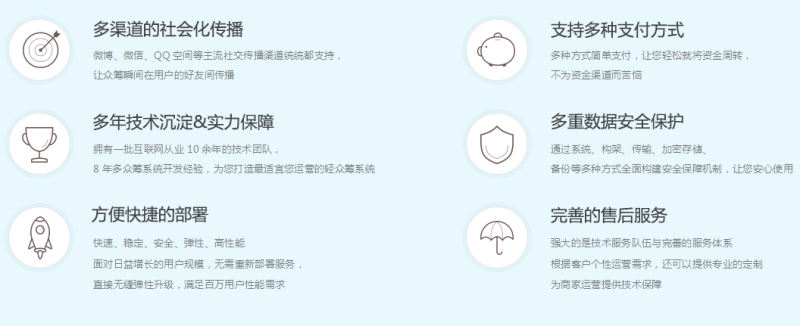 多渠道的社会化传播
微博、微信、QQ 空间等主流社交传播渠道统统都支持，
让众筹瞬间在用户的好友间传播
支持多种支付方式
多种方式简单支付，让您轻松就将资金周转，
不为资金渠道而苦恼
多年技术沉淀&实力保障
拥有一批互联网从业 10 余年的技术团队，
8 年多众筹系统开发经验，为您打造最适宜您运营的轻众筹系统
多重数据安全保护
通过系统、构架、传输、加密存储、
备份等多种方式全面构建安全保障机制，让您安心使用
方便快捷的部署
快速、稳定、安全、弹性、高性能
面对日益增长的用户规模，无需重新部署服务，
直接无缝弹性升级，满足百万用户性能需求
完善的售后服务
强大的是技术服务队伍与完善的服务体系
根据客户个性运营需求，还可以提供专业的定制
为商家运营提供技术保障